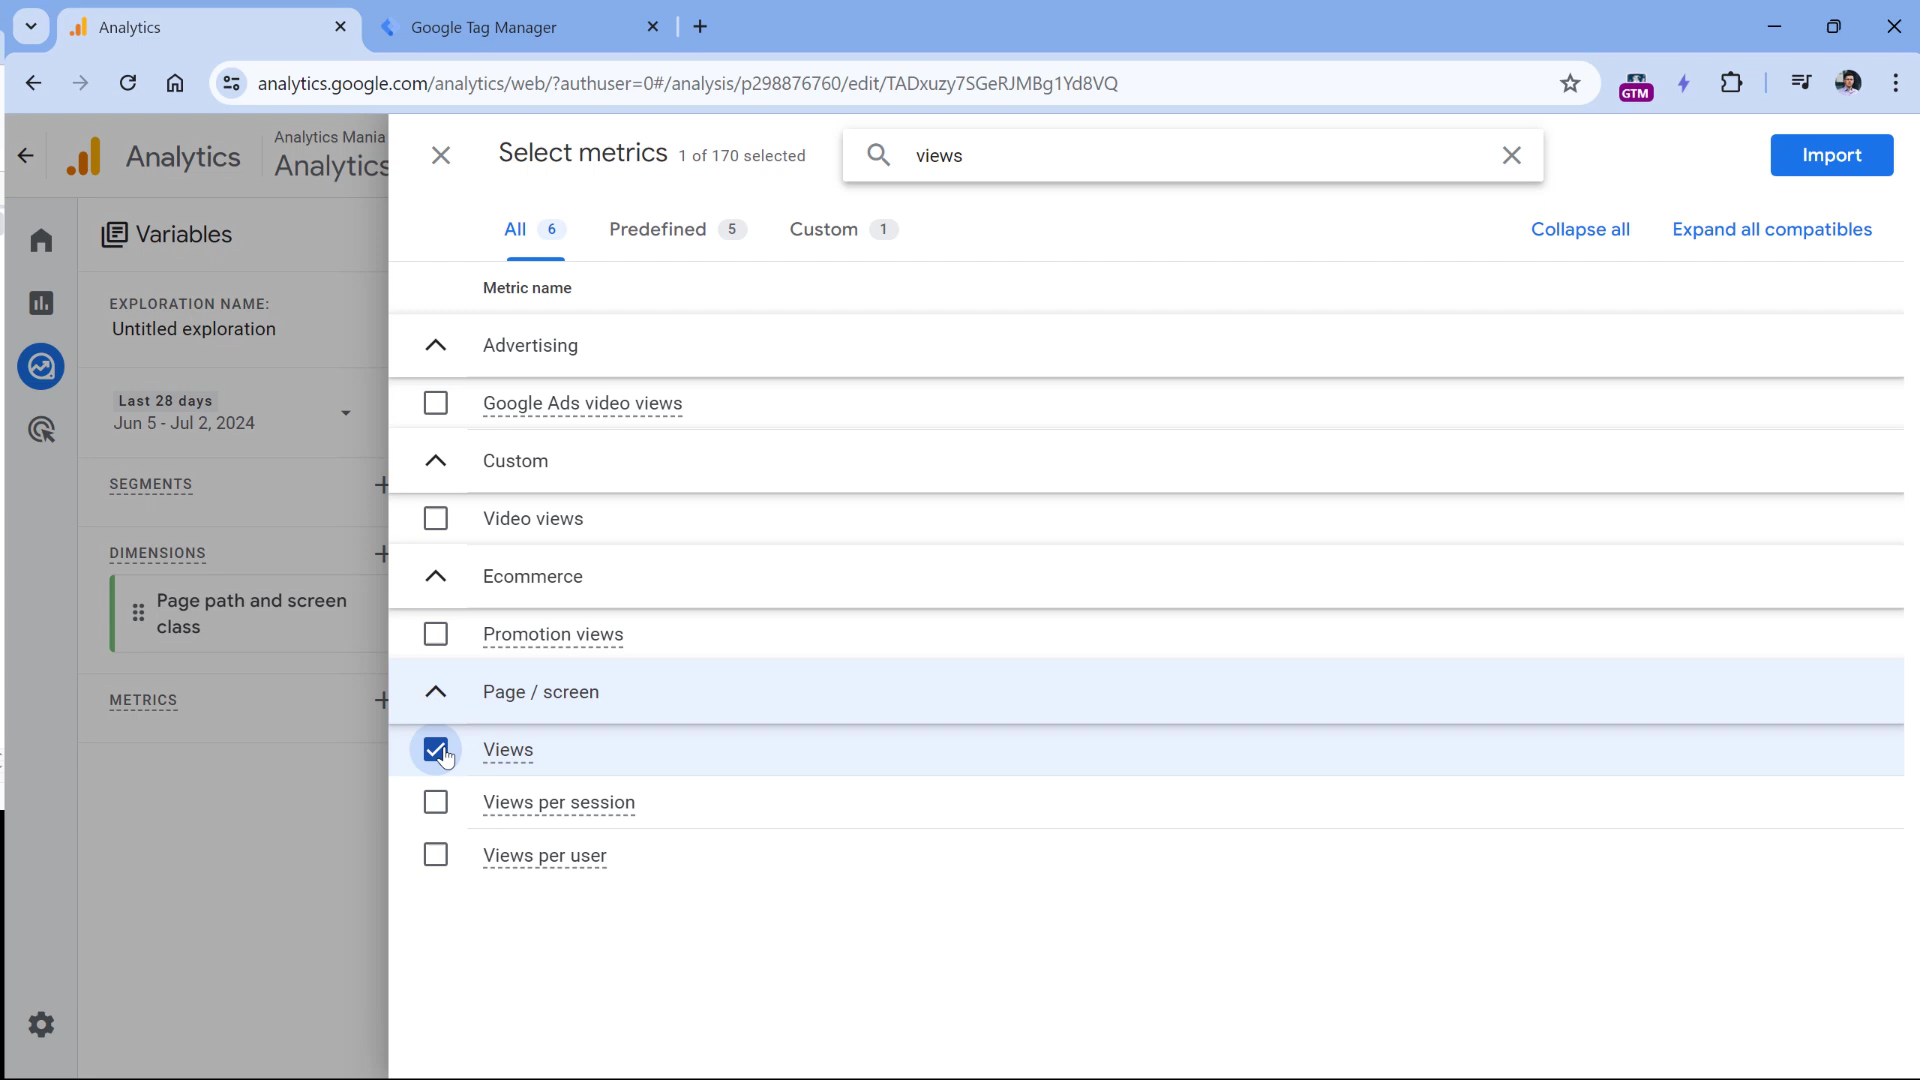 Analytics
Google Tag Manager
analytics.google.com/analytics/web/?authuser=0#/analysis/p298876760/edit/TADxuzy7SGeRJMBg1Yd8VQ
GTM
Analytics
Analytics Mania
Analytics
Variables
EXPLORATION NAME:
Untitled exploration
Last 28 days
Jun 5 - Jul 2, 2024
SEGMENTS
DIMENSIONS
Page path and screen
class
METRICS
Select metrics 1 of 170 selected
views
Import
All 6
Predefined 5
Custom 1
Collapse all
Expand all compatibles
Metric name
Advertising
Google Ads video views
Custom
Video views
Ecommerce
Promotion views
Page / screen
Views
Views per session
Views per user